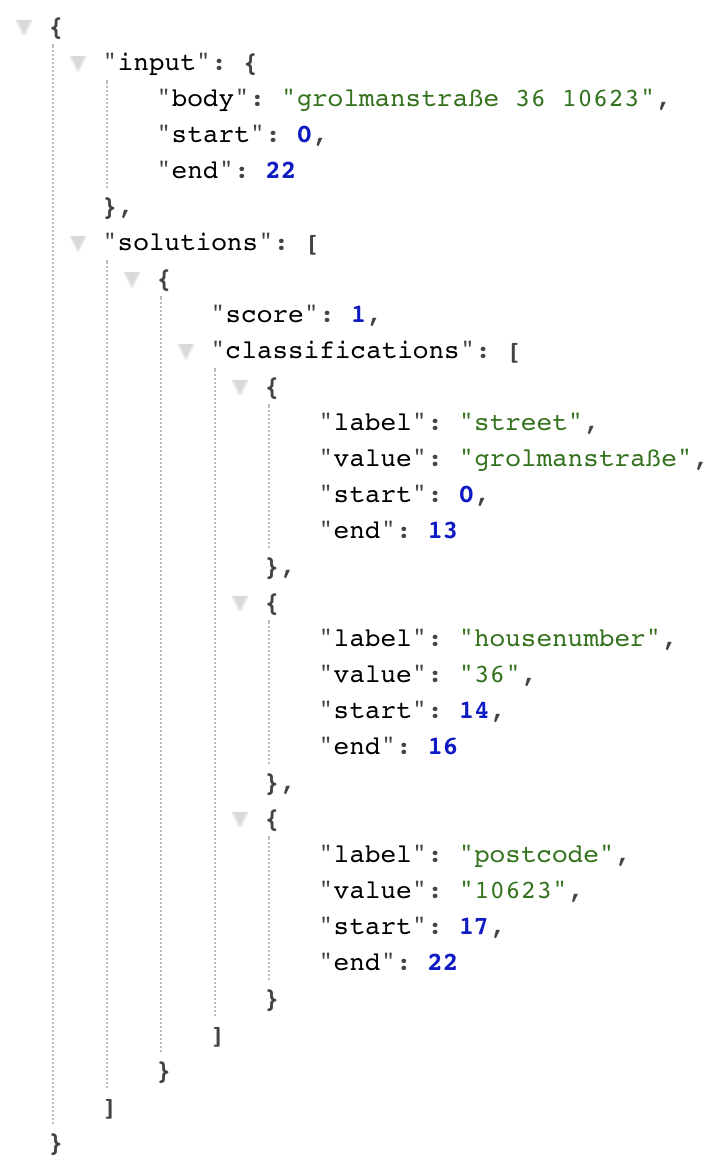 {
"input": {
"body": "grolmanstraße 36 10623",
"start": 0,
"end": 22
},
"solutions": [
{
"score": 1,
"classifications": [
{
"label": "street",
"value": "grolmanstraße",
"start": 0,
"end": 13
},
{
"label": "housenumber",
"value": "36",
"start": 14,
"end": 16
},
{
"label": "postcode",
"value": "10623",
"start": 17,
"end": 22
}
]
}
]
}